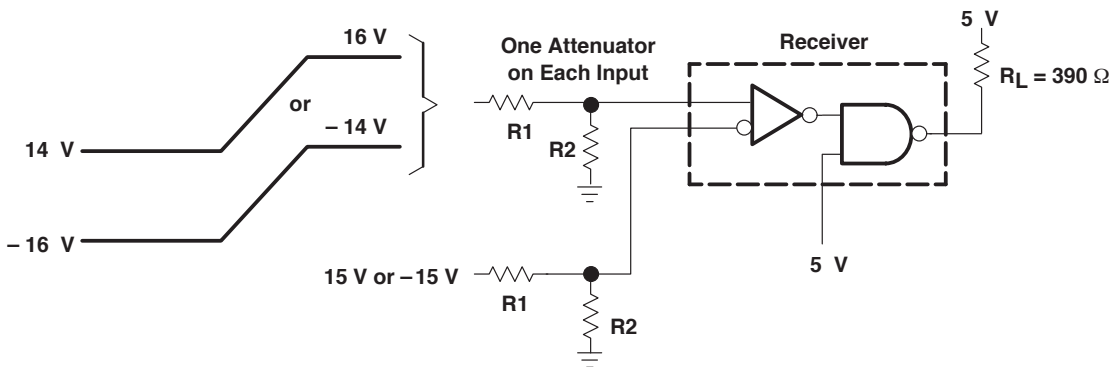 16 V
or
– 14 V
14 V
– 16 V
One Attenuator
on Each Input
R1
R2
15 V or –15 V
R1
R2
Receiver
5 V
5 V
RL = 390 Ω